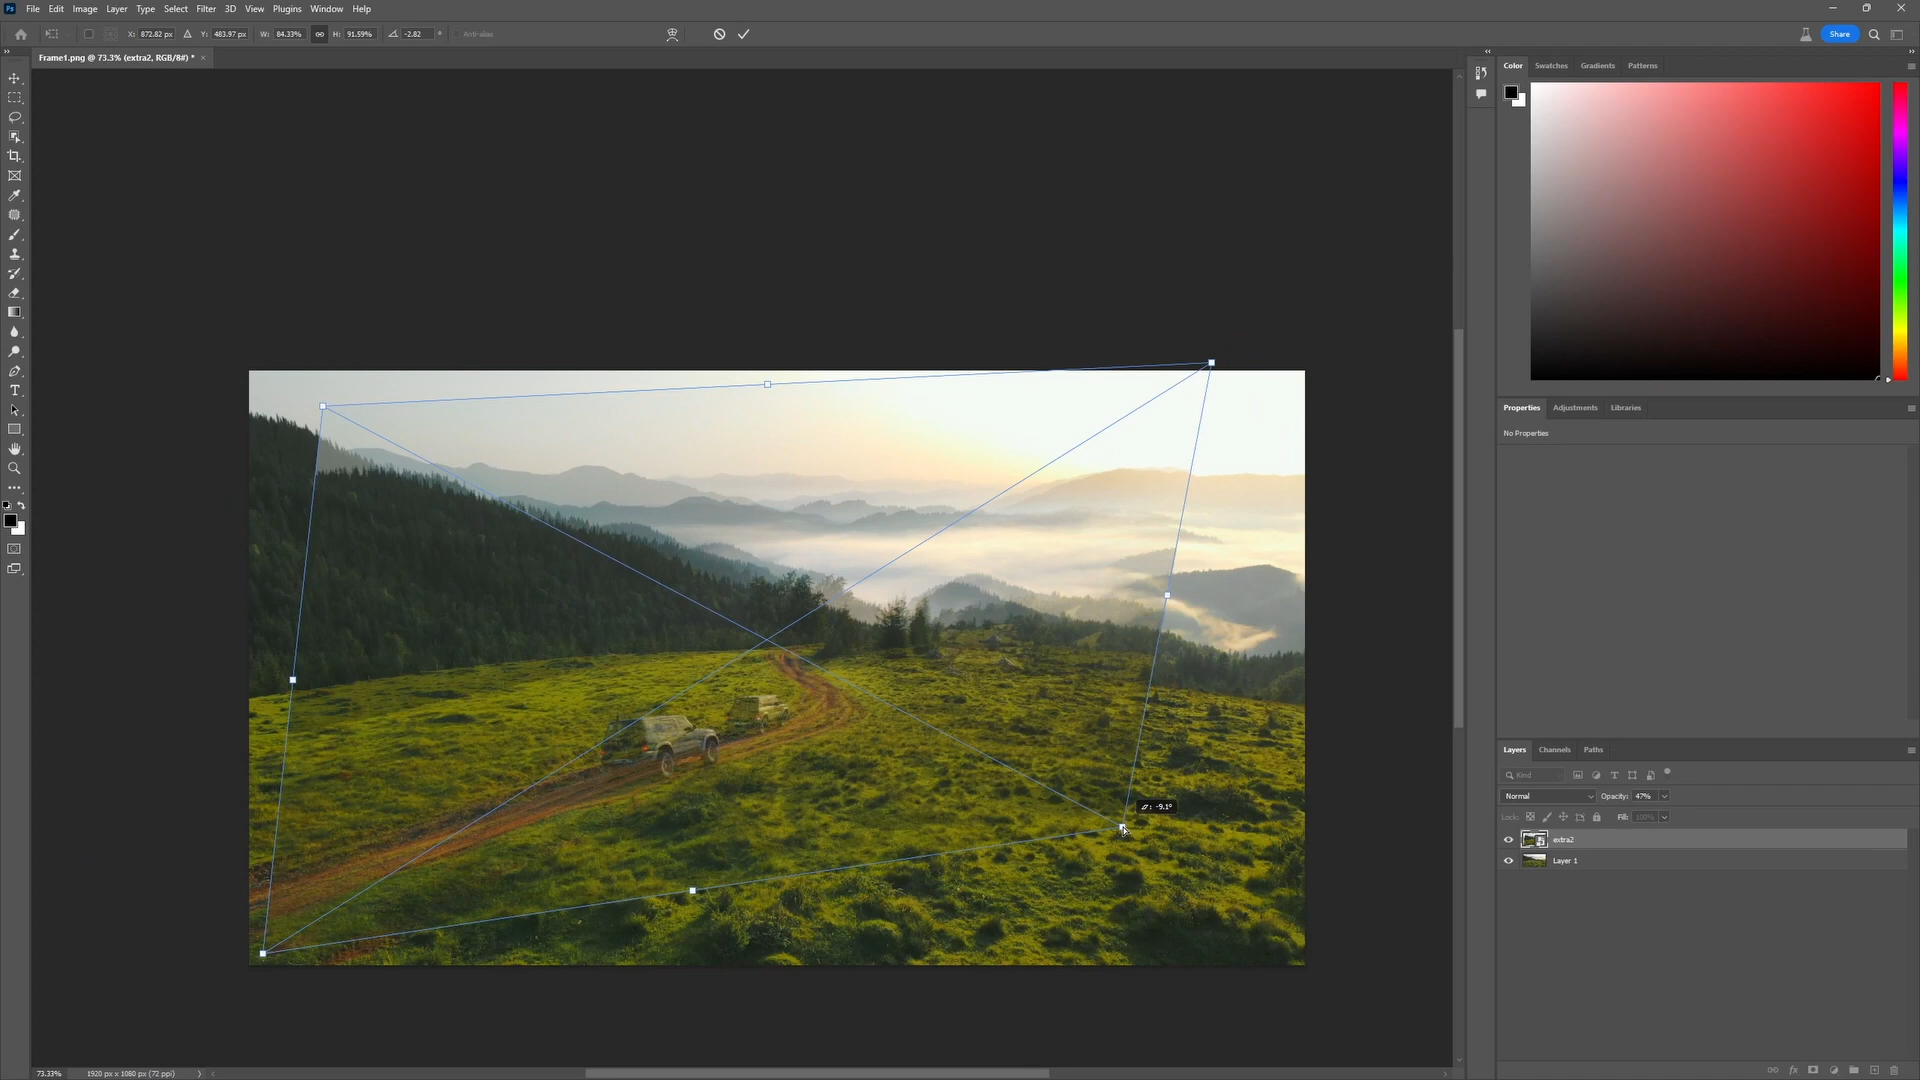 Ps File Edit Image Layer Type Select Filter 3D View Plugins Window Help
X: 872.82 px Y: 483.97 px W: 84.33% H: 91.59% -2.82 ° Anti-alias Share
Frame1.png @ 73.3% (extra2, RGB/8#) * ×
Color Swatches Gradients Patterns
Properties Adjustments Libraries
No Properties
Layers Channels Paths
Kind
Normal Opacity: 47%
Lock: Fill: 100%
extra2
Layer 1
: -9.1°
73.33% 1920 px x 1080 px (72 ppi)